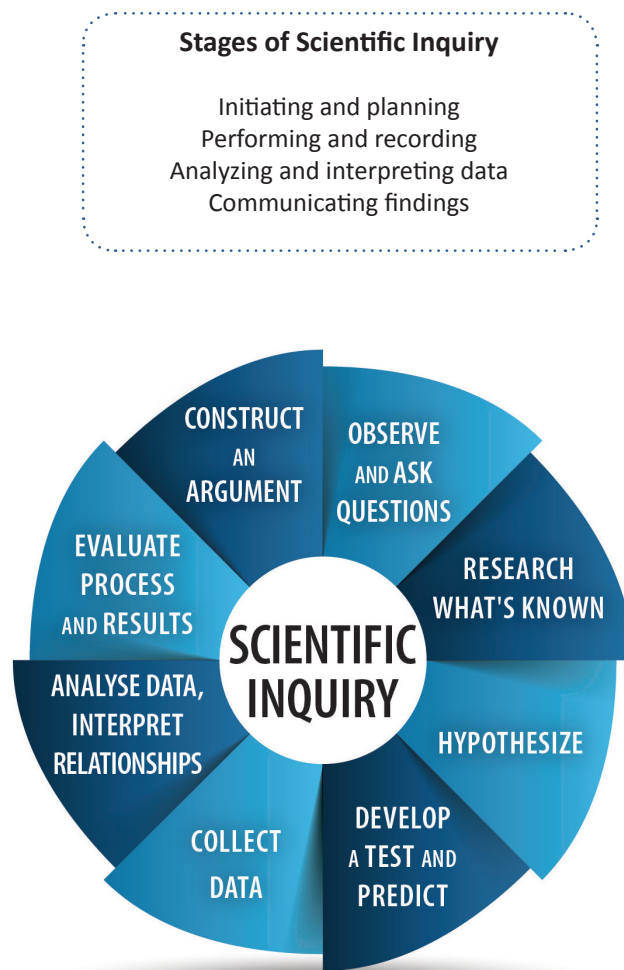 Stages of Scientific Inquiry
Initiating and planning
Performing and recording
Analyzing and interpreting data
Communicating findings
CONSTRUCT
AN
ARGUMENT
OBSERVE
AND ASK
QUESTIONS
RESEARCH
WHAT'S KNOWN
HYPOTHESIZE
DEVELOP
A TEST AND
PREDICT
COLLECT
DATA
ANALYSE DATA,
INTERPRET
RELATIONSHIPS
EVALUATE
PROCESS
AND RESULTS
SCIENTIFIC
INQUIRY